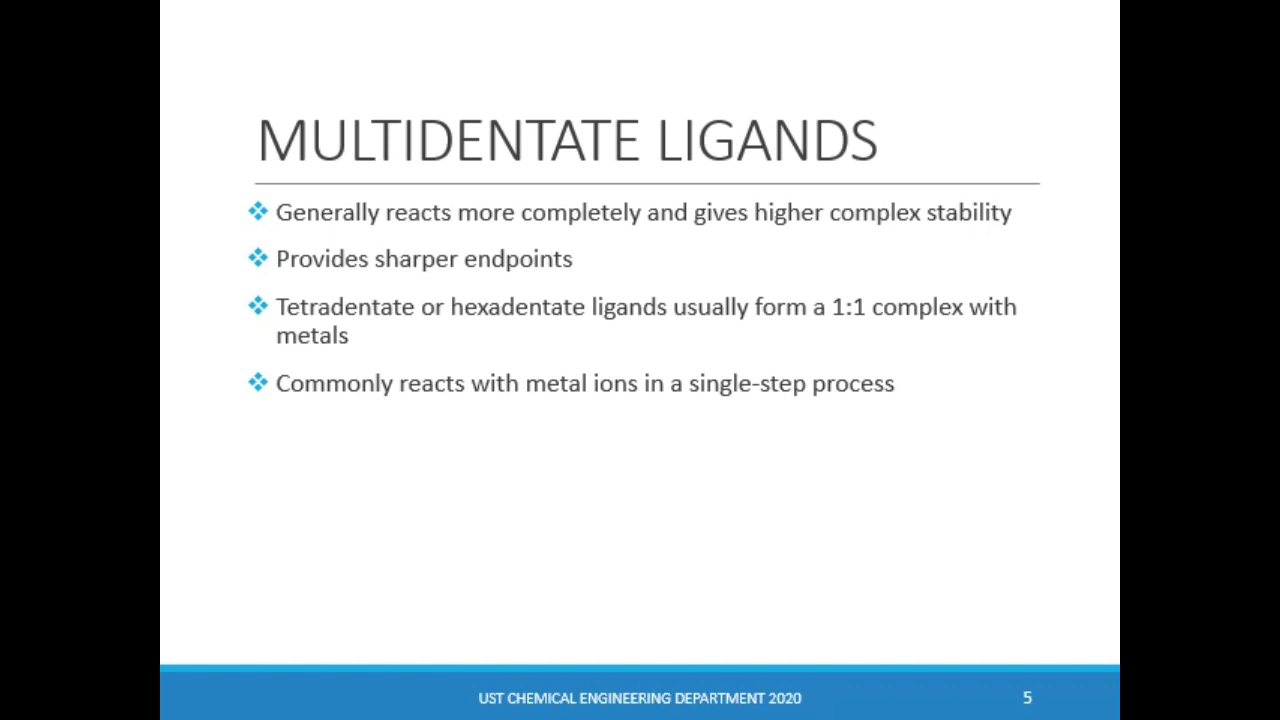 MULTIDENTATE LIGANDS
Generally reacts more completely and gives higher complex stability
Provides sharper endpoints
Tetradentate or hexadentate ligands usually form a 1:1 complex with
metals
Commonly reacts with metal ions in a single-step process
UST CHEMICAL ENGINEERING DEPARTMENT 2020
5